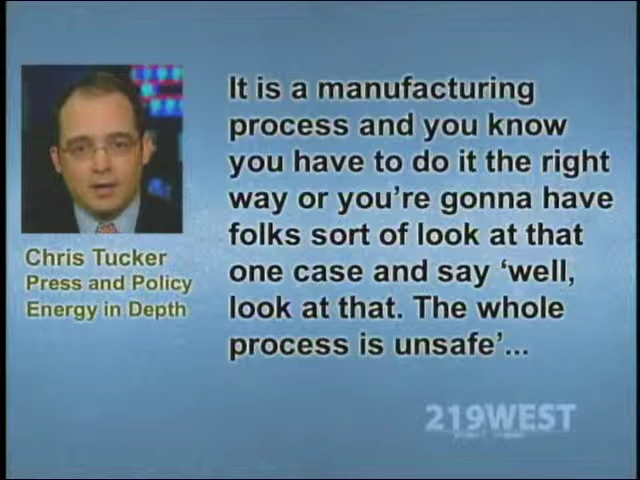 It is a manufacturing
process and you know
you have to do it the right
way or you're gonna have
folks sort of look at that
one case and say 'well,
look at that. The whole
process is unsafe'...
Chris Tucker
Press and Policy
Energy in Depth
219WEST